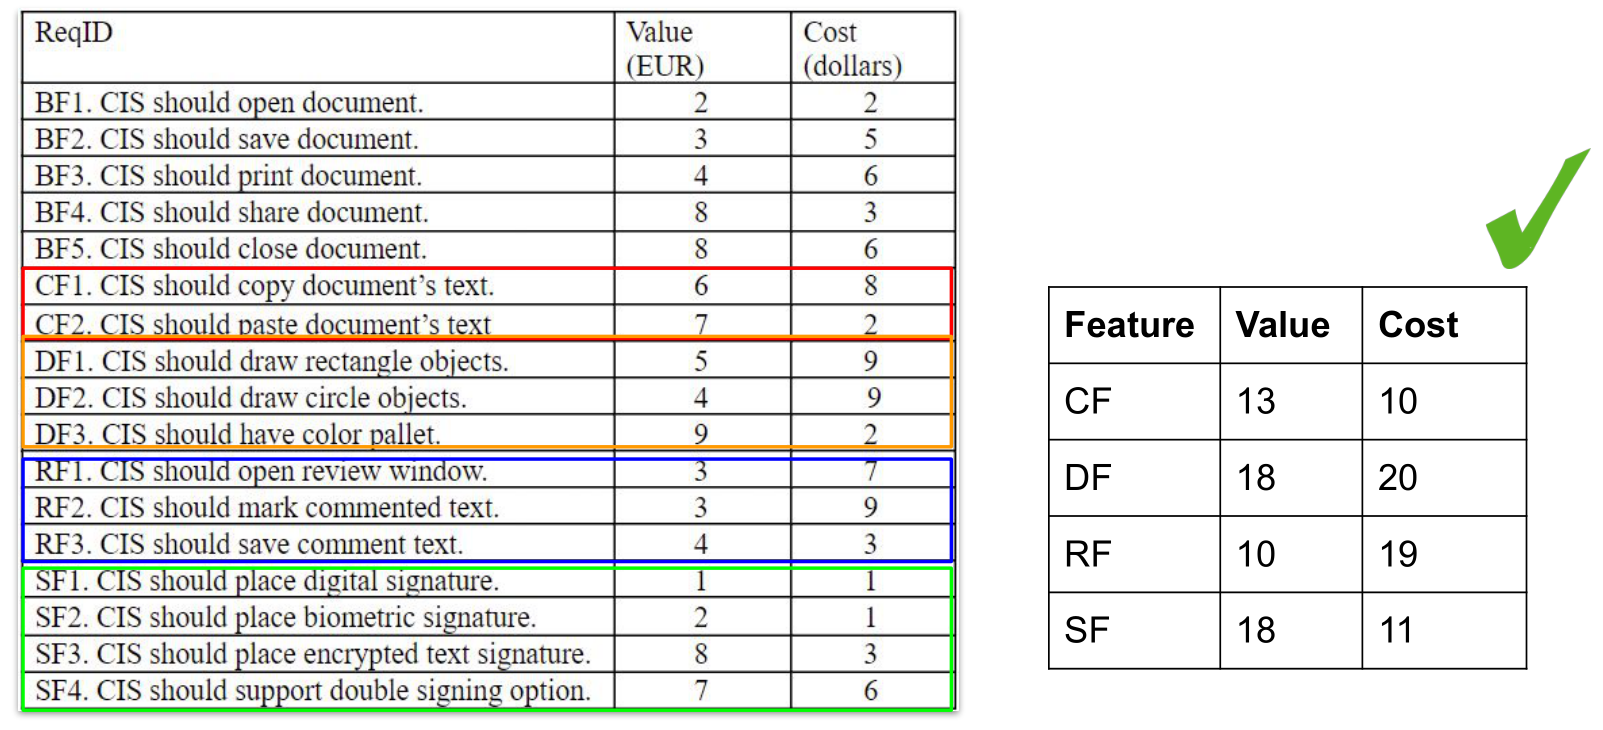 ReqID Value (EUR) Cost (dollars)
BF1. CIS should open document. 2 2
BF2. CIS should save document. 3 5
BF3. CIS should print document. 4 6
BF4. CIS should share document. 8 3
BF5. CIS should close document. 8 6
CF1. CIS should copy document’s text. 6 8
CF2. CIS should paste document’s text 7 2
DF1. CIS should draw rectangle objects. 5 9
DF2. CIS should draw circle objects. 4 9
DF3. CIS should have color pallet. 9 2
RF1. CIS should open review window. 3 7
RF2. CIS should mark commented text. 3 9
RF3. CIS should save comment text. 4 3
SF1. CIS should place digital signature. 1 1
SF2. CIS should place biometric signature. 2 1
SF3. CIS should place encrypted text signature. 8 3
SF4. CIS should support double signing option. 7 6
Feature Value Cost
CF 13 10
DF 18 20
RF 10 19
SF 18 11